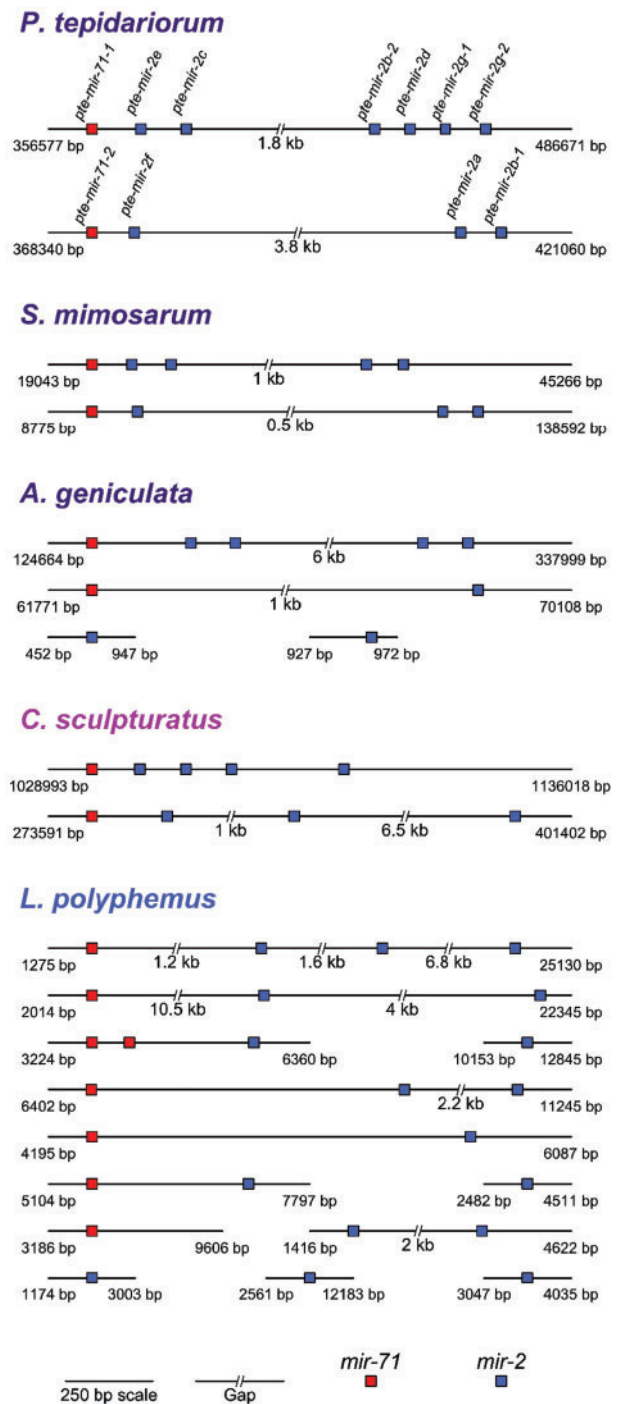 P. tepidariorum
pte-mir-71-1 pte-mir-2e pte-mir-2c pte-mir-2b-2 pte-mir-2d pte-mir-2g-1 pte-mir-2g-2
356577 bp 1.8 kb 486671 bp
pte-mir-71-2 pte-mir-2f pte-mir-2a pte-mir-2b-1
368340 bp 3.8 kb 421060 bp
S. mimosarum
19043 bp 1 kb 45266 bp
8775 bp 0.5 kb 138592 bp
A. geniculata
124664 bp 6 kb 337999 bp
61771 bp 1 kb 70108 bp
452 bp 947 bp 927 bp 972 bp
C. sculpturatus
1028993 bp 1136018 bp
273591 bp 1 kb 6.5 kb 401402 bp
L. polyphemus
1275 bp 1.2 kb 1.6 kb 6.8 kb 25130 bp
2014 bp 10.5 kb 4 kb 22345 bp
3224 bp 6360 bp 10153 bp 12845 bp
6402 bp 2.2 kb 11245 bp
4195 bp 6087 bp
5104 bp 7797 bp 2482 bp 4511 bp
3186 bp 9606 bp 1416 bp 2 kb 4622 bp
1174 bp 3003 bp 2561 bp 12183 bp 3047 bp 4035 bp
mir-71 mir-2
250 bp scale Gap